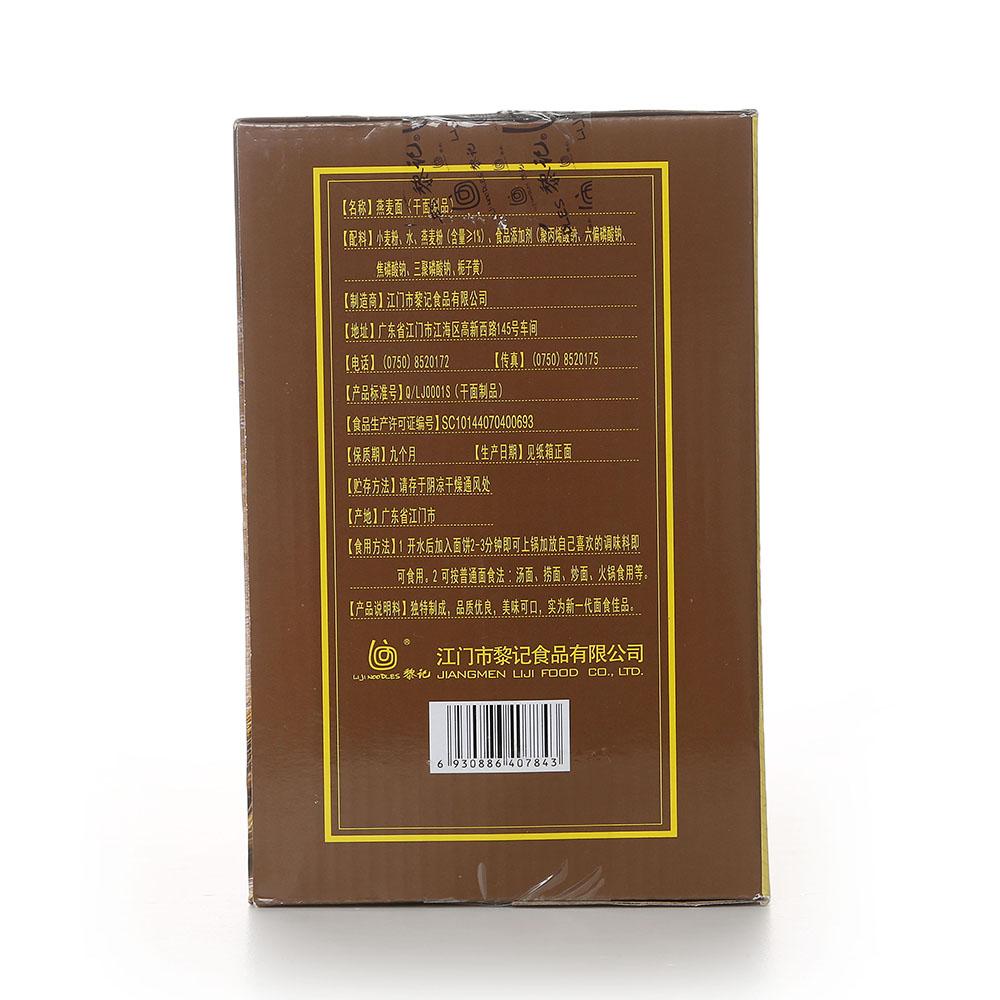 黎记® LIJI NOODLES 黎记
【名称】燕麦面(干面制品)
【配料】小麦粉、水、燕麦粉(含量≥1%)、食品添加剂(聚丙烯酸钠、六偏磷酸钠、
焦磷酸钠、三聚磷酸钠、栀子黄)
【制造商】江门市黎记食品有限公司
【地址】广东省江门市江海区高新西路145号车间
【电话】(0750) 8520172 【传真】(0750) 8520175
【产品标准号】Q/LJ0001S(干面制品)
【食品生产许可证编号】SC10144070400693
【保质期】九个月 【生产日期】见纸箱正面
【贮存方法】请存于阴凉干燥通风处
【产地】广东省江门市
【食用方法】1 开水后加入面饼2-3分钟即可上锅加放自己喜欢的调味料即
可食用。2 可按普通面食法:汤面、捞面、炒面、火锅食用等。
【产品说明料】独特制成,品质优良,美味可口,实为新一代面食佳品。
® 江门市黎记食品有限公司
LIJI NOODLES 黎记 JIANGMEN LIJI FOOD CO., LTD.
6 930886 407843